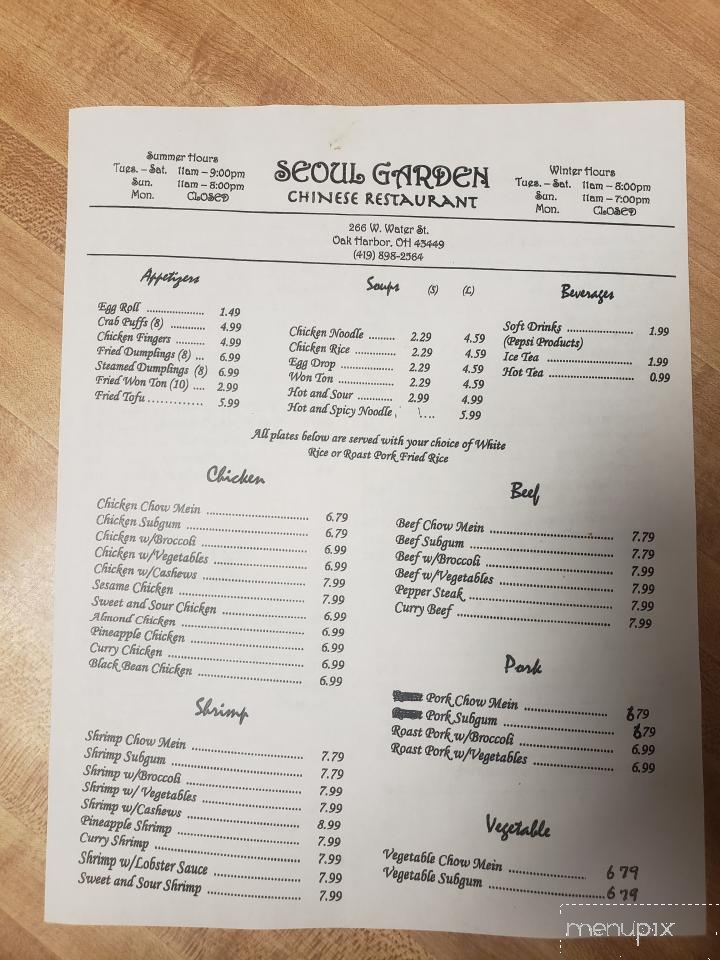 Summer Hours
Tues. – Sat. 11am – 9:00pm
Sun. 11am – 8:00pm
Mon. CLOSED
SEOUL GARDEN
CHINESE RESTAURANT
Winter Hours
Tues. – Sat. 11am – 8:00pm
Sun. 11am – 7:00pm
Mon. CLOSED
266 W. Water St.
Oak Harbor, OH 43449
(419) 898-2564
Appetizers
Egg Roll .................. 1.49
Crab Puffs (8) ........... 4.99
Chicken Fingers .......... 4.99
Fried Dumplings (8) ... 6.99
Steamed Dumplings (8) 6.99
Fried Won Ton (10) .... 2.99
Fried Tofu .............. 5.99
Soups (S) (L)
Chicken Noodle ......... 2.29 4.59
Chicken Rice ............. 2.29 4.59
Egg Drop .................. 2.29 4.59
Won Ton .................. 2.29 4.59
Hot and Sour ............ 2.99 4.99
Hot and Spicy Noodle 5.99
Beverages
Soft Drinks .................... 1.99
(Pepsi Products)
Ice Tea .......................... 1.99
Hot Tea ......................... 0.99
All plates below are served with your choice of White
Rice or Roast Pork Fried Rice
Chicken
Chicken Chow Mein .............................. 6.79
Chicken Subgum .................................. 6.79
Chicken w/Broccoli ............................... 6.99
Chicken w/Vegetables ........................... 6.99
Chicken w/Cashews .............................. 7.99
Sesame Chicken ................................... 7.99
Sweet and Sour Chicken ........................ 6.99
Almond Chicken .................................. 6.99
Pineapple Chicken ................................ 6.99
Curry Chicken ..................................... 6.99
Black Bean Chicken .............................. 6.99
Beef
Beef Chow Mein .................................. 7.79
Beef Subgum ...................................... 7.79
Beef w/Broccoli ................................... 7.99
Beef w/Vegetables ............................... 7.99
Pepper Steak ....................................... 7.99
Curry Beef .......................................... 7.99
Pork
Pork Chow Mein .............................. 679
Pork Subgum .................................. 679
Roast Pork w/Broccoli .......................... 6.99
Roast Pork w/Vegetables ...................... 6.99
Shrimp
Shrimp Chow Mein .............................. 7.79
Shrimp Subgum .................................. 7.79
Shrimp w/Broccoli ............................... 7.99
Shrimp w/ Vegetables .......................... 7.99
Shrimp w/Cashews .............................. 8.99
Pineapple Shrimp ................................ 7.99
Curry Shrimp ..................................... 7.99
Shrimp w/Lobster Sauce ....................... 7.99
Sweet and Sour Shrimp ........................ 7.99
Vegetable
Vegetable Chow Mein ......................... 6 79
Vegetable Subgum .............................. 6 79
menupix